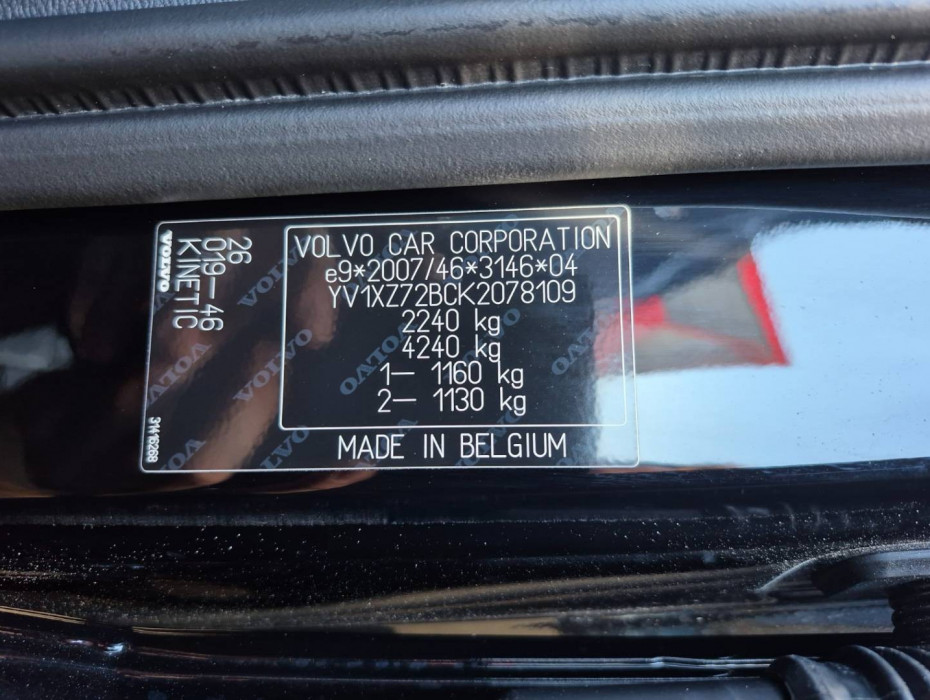 VOLVO CAR CORPORATION
e9*2007/46*3146*04
YV1XZ72BCK2078109
2240 kg
4240 kg
1— 1160 kg
2— 1130 kg
MADE IN BELGIUM
26
019—46
KINETIC
VOLVO
31416268